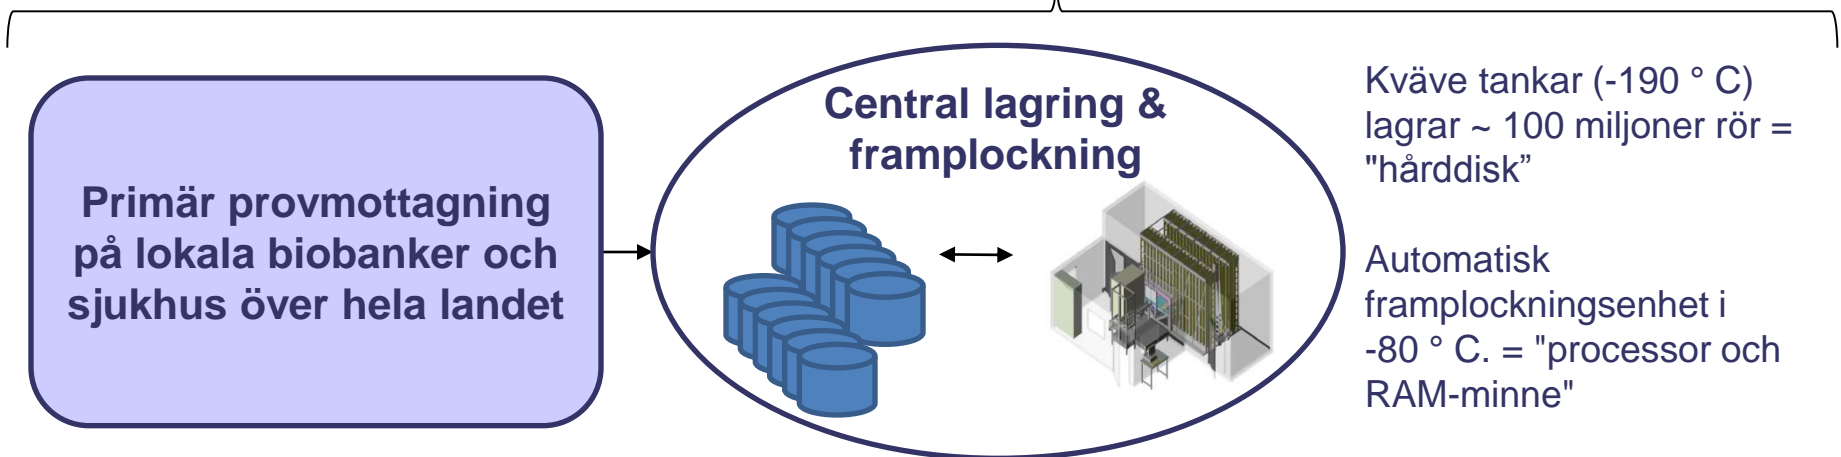 Primär provmottagning
på lokala biobanker och
sjukhus över hela landet
Central lagring &
framplockning
Kväve tankar (-190 ° C)
lagrar ~ 100 miljoner rör =
"hårddisk”
Automatisk
framplockningsenhet i
-80 ° C. = "processor och
RAM-minne"